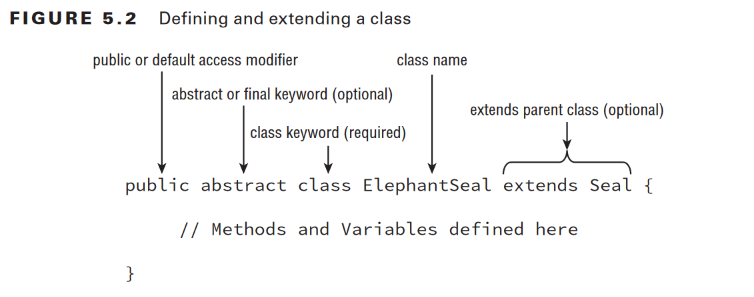 FIGURE 5.2 Defining and extending a class
public or default access modifier
class name
abstract or final keyword (optional)
extends parent class (optional)
class keyword (required)
public abstract class ElephantSeal extends Seal {
// Methods and Variables defined here
}